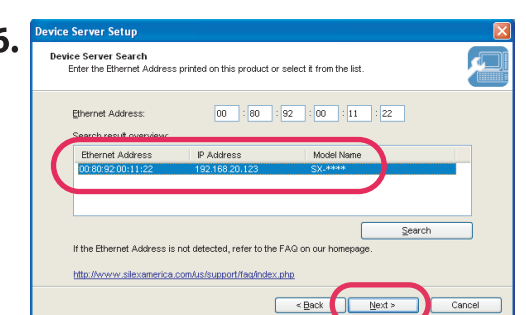 6.
Device Server Setup
Device Server Search
Enter the Ethernet Address printed on this product or select it from the list.
Ethernet Address: 00 : 80 : 92 : 00 : 11 : 22
Search result overview:
Ethernet Address IP Address Model Name
00:80:92:00:11:22 192.168.20.123 SX-****
Search
If the Ethernet Address is not detected, refer to the FAQ on our homepage.
http://www.silexamerica.com/us/support/faq/index.php
< Back Next > Cancel